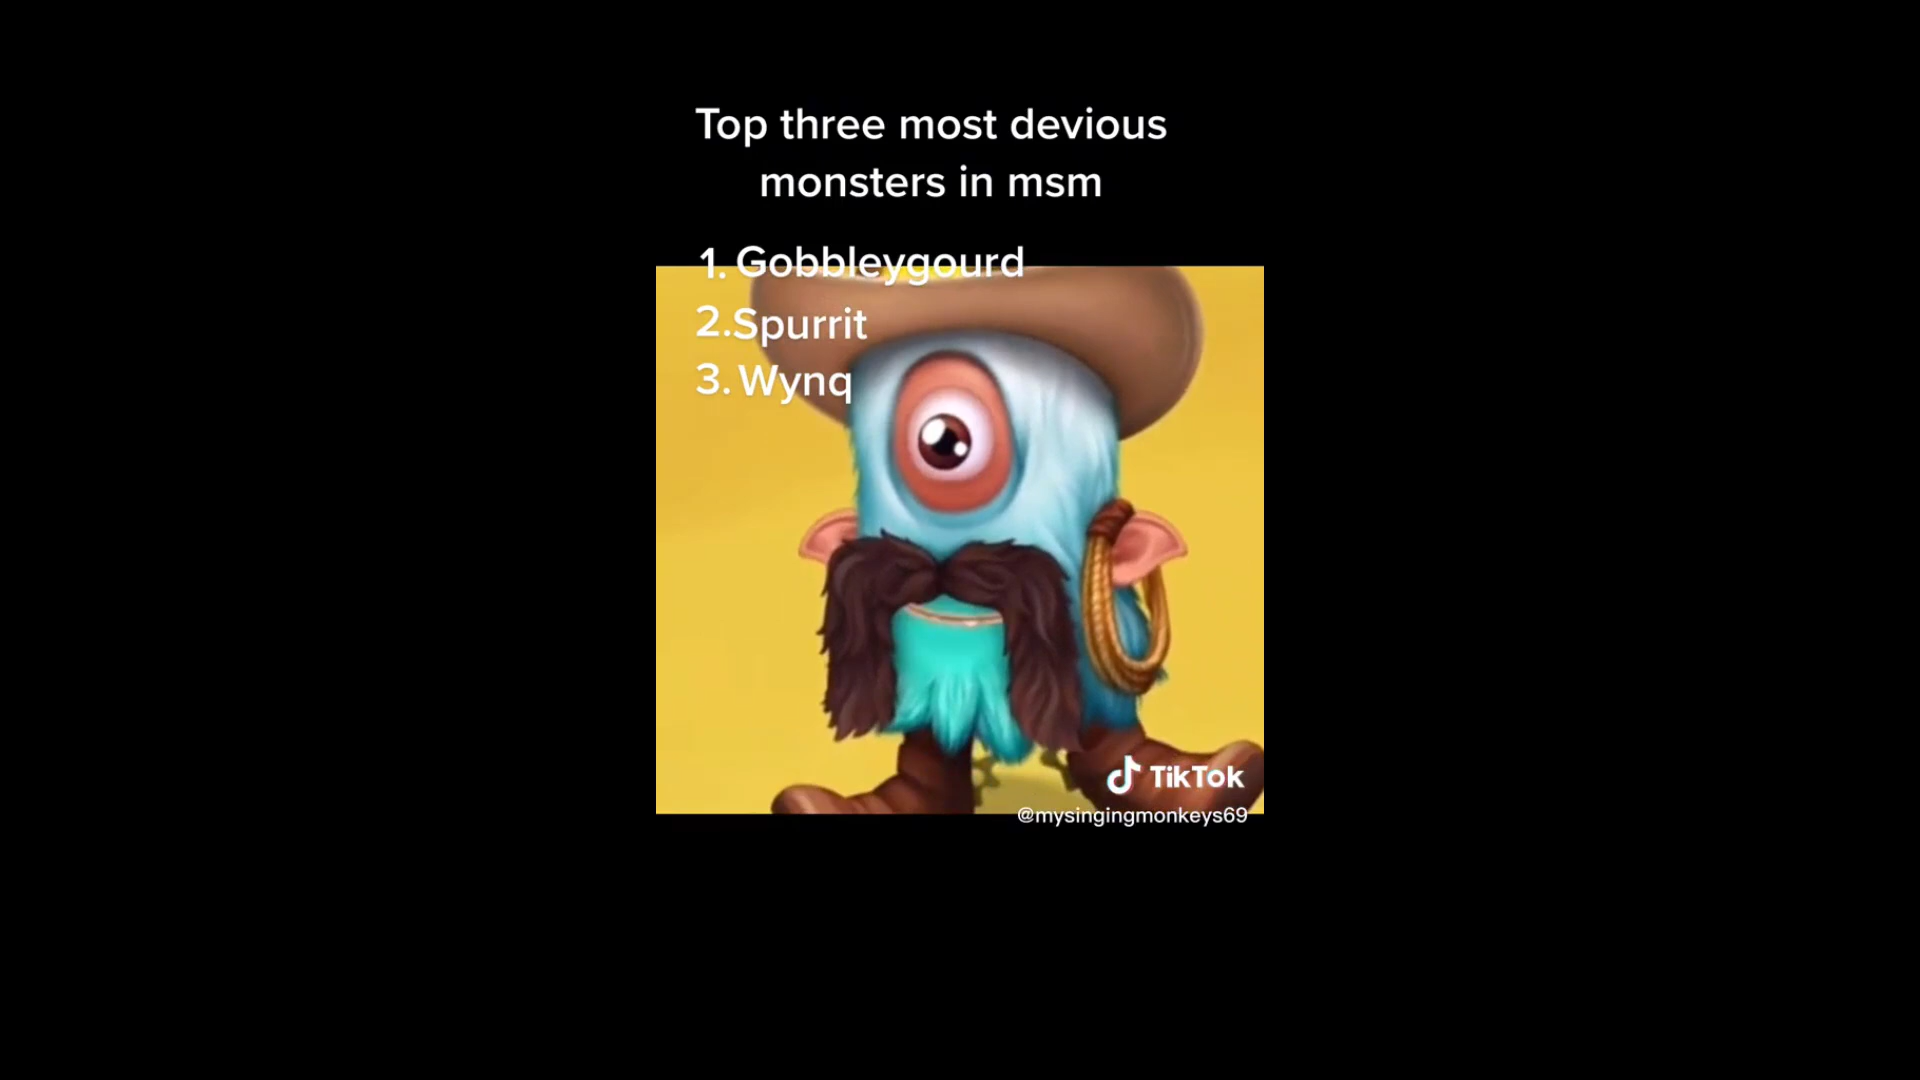 Top three most devious
monsters in msm
1. Gobbleygourd
2.Spurrit
3. Wynq
TikTok
@mysingingmonkeys69